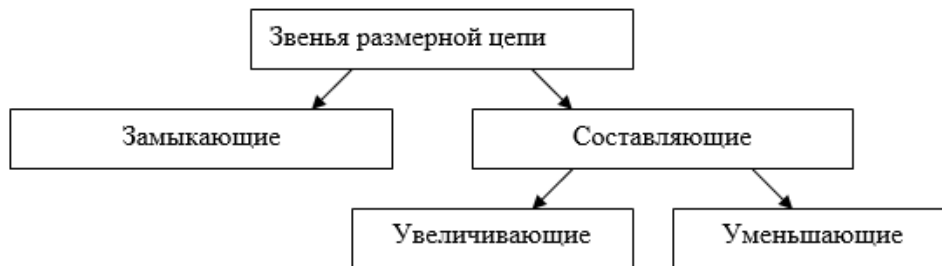 Звенья размерной цепи
Замыкающие
Составляющие
Увеличивающие
Уменьшающие